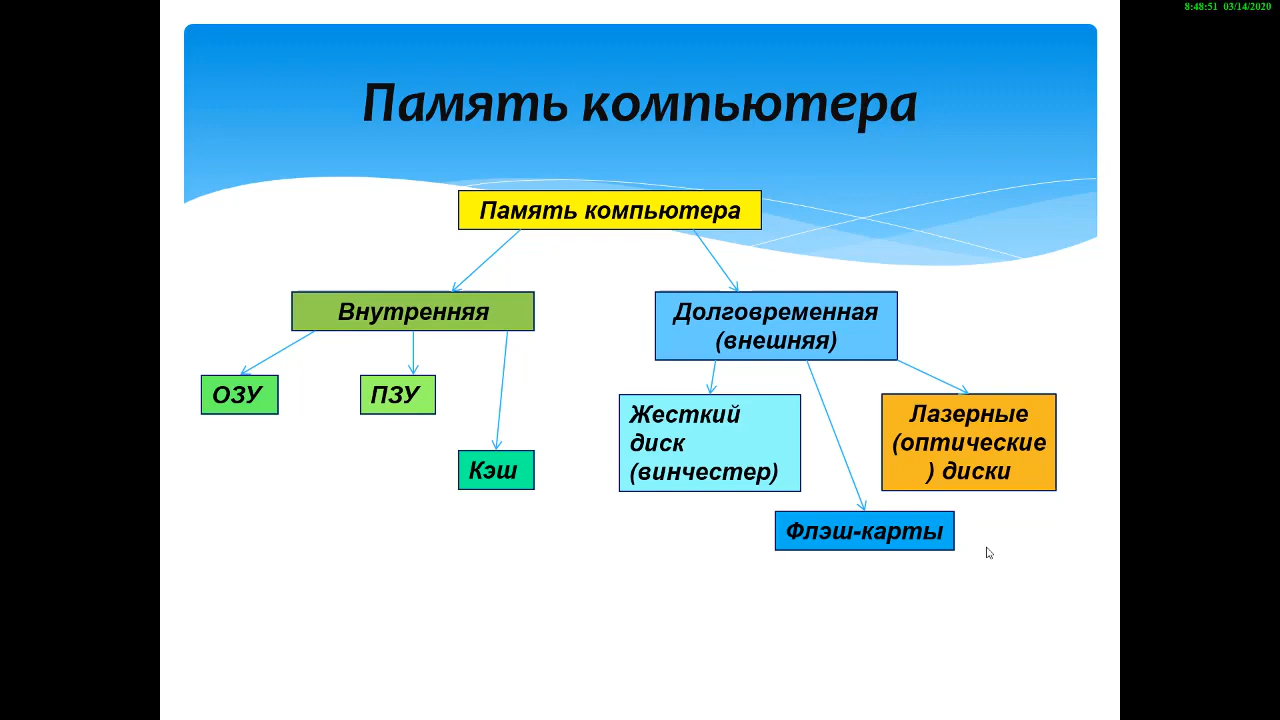 8:48:51 03/14/2020
Память компьютера
Память компьютера
Внутренняя
Долговременная
(внешняя)
ОЗУ
ПЗУ
Кэш
Жесткий
диск
(винчестер)
Лазерные
(оптические
) диски
Флэш-карты